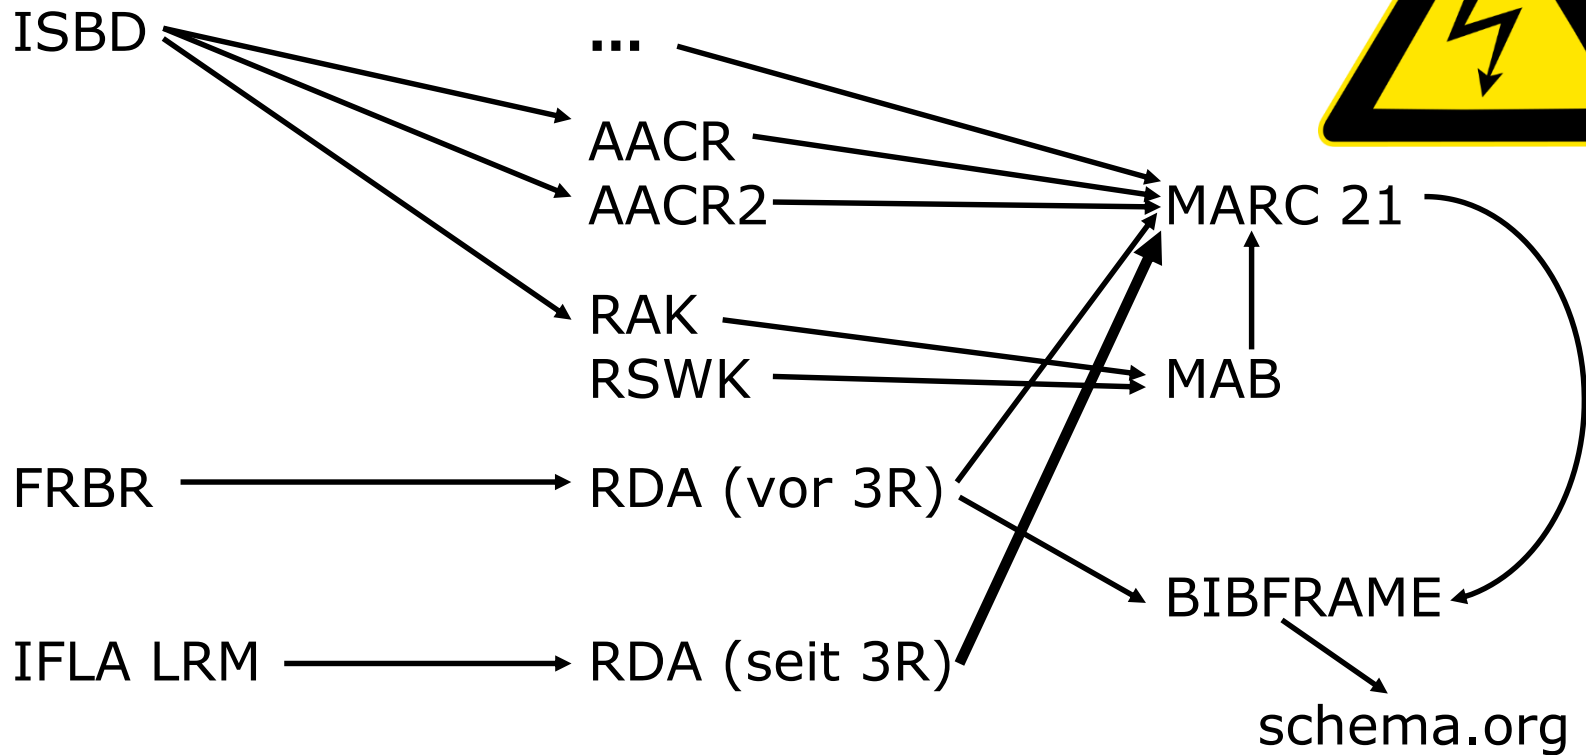 ISBD
...
AACR
AACR2
MARC 21
RAK
RSWK
MAB
FRBR
RDA (vor 3R)
BIBFRAME
IFLA LRM
RDA (seit 3R)
schema.org